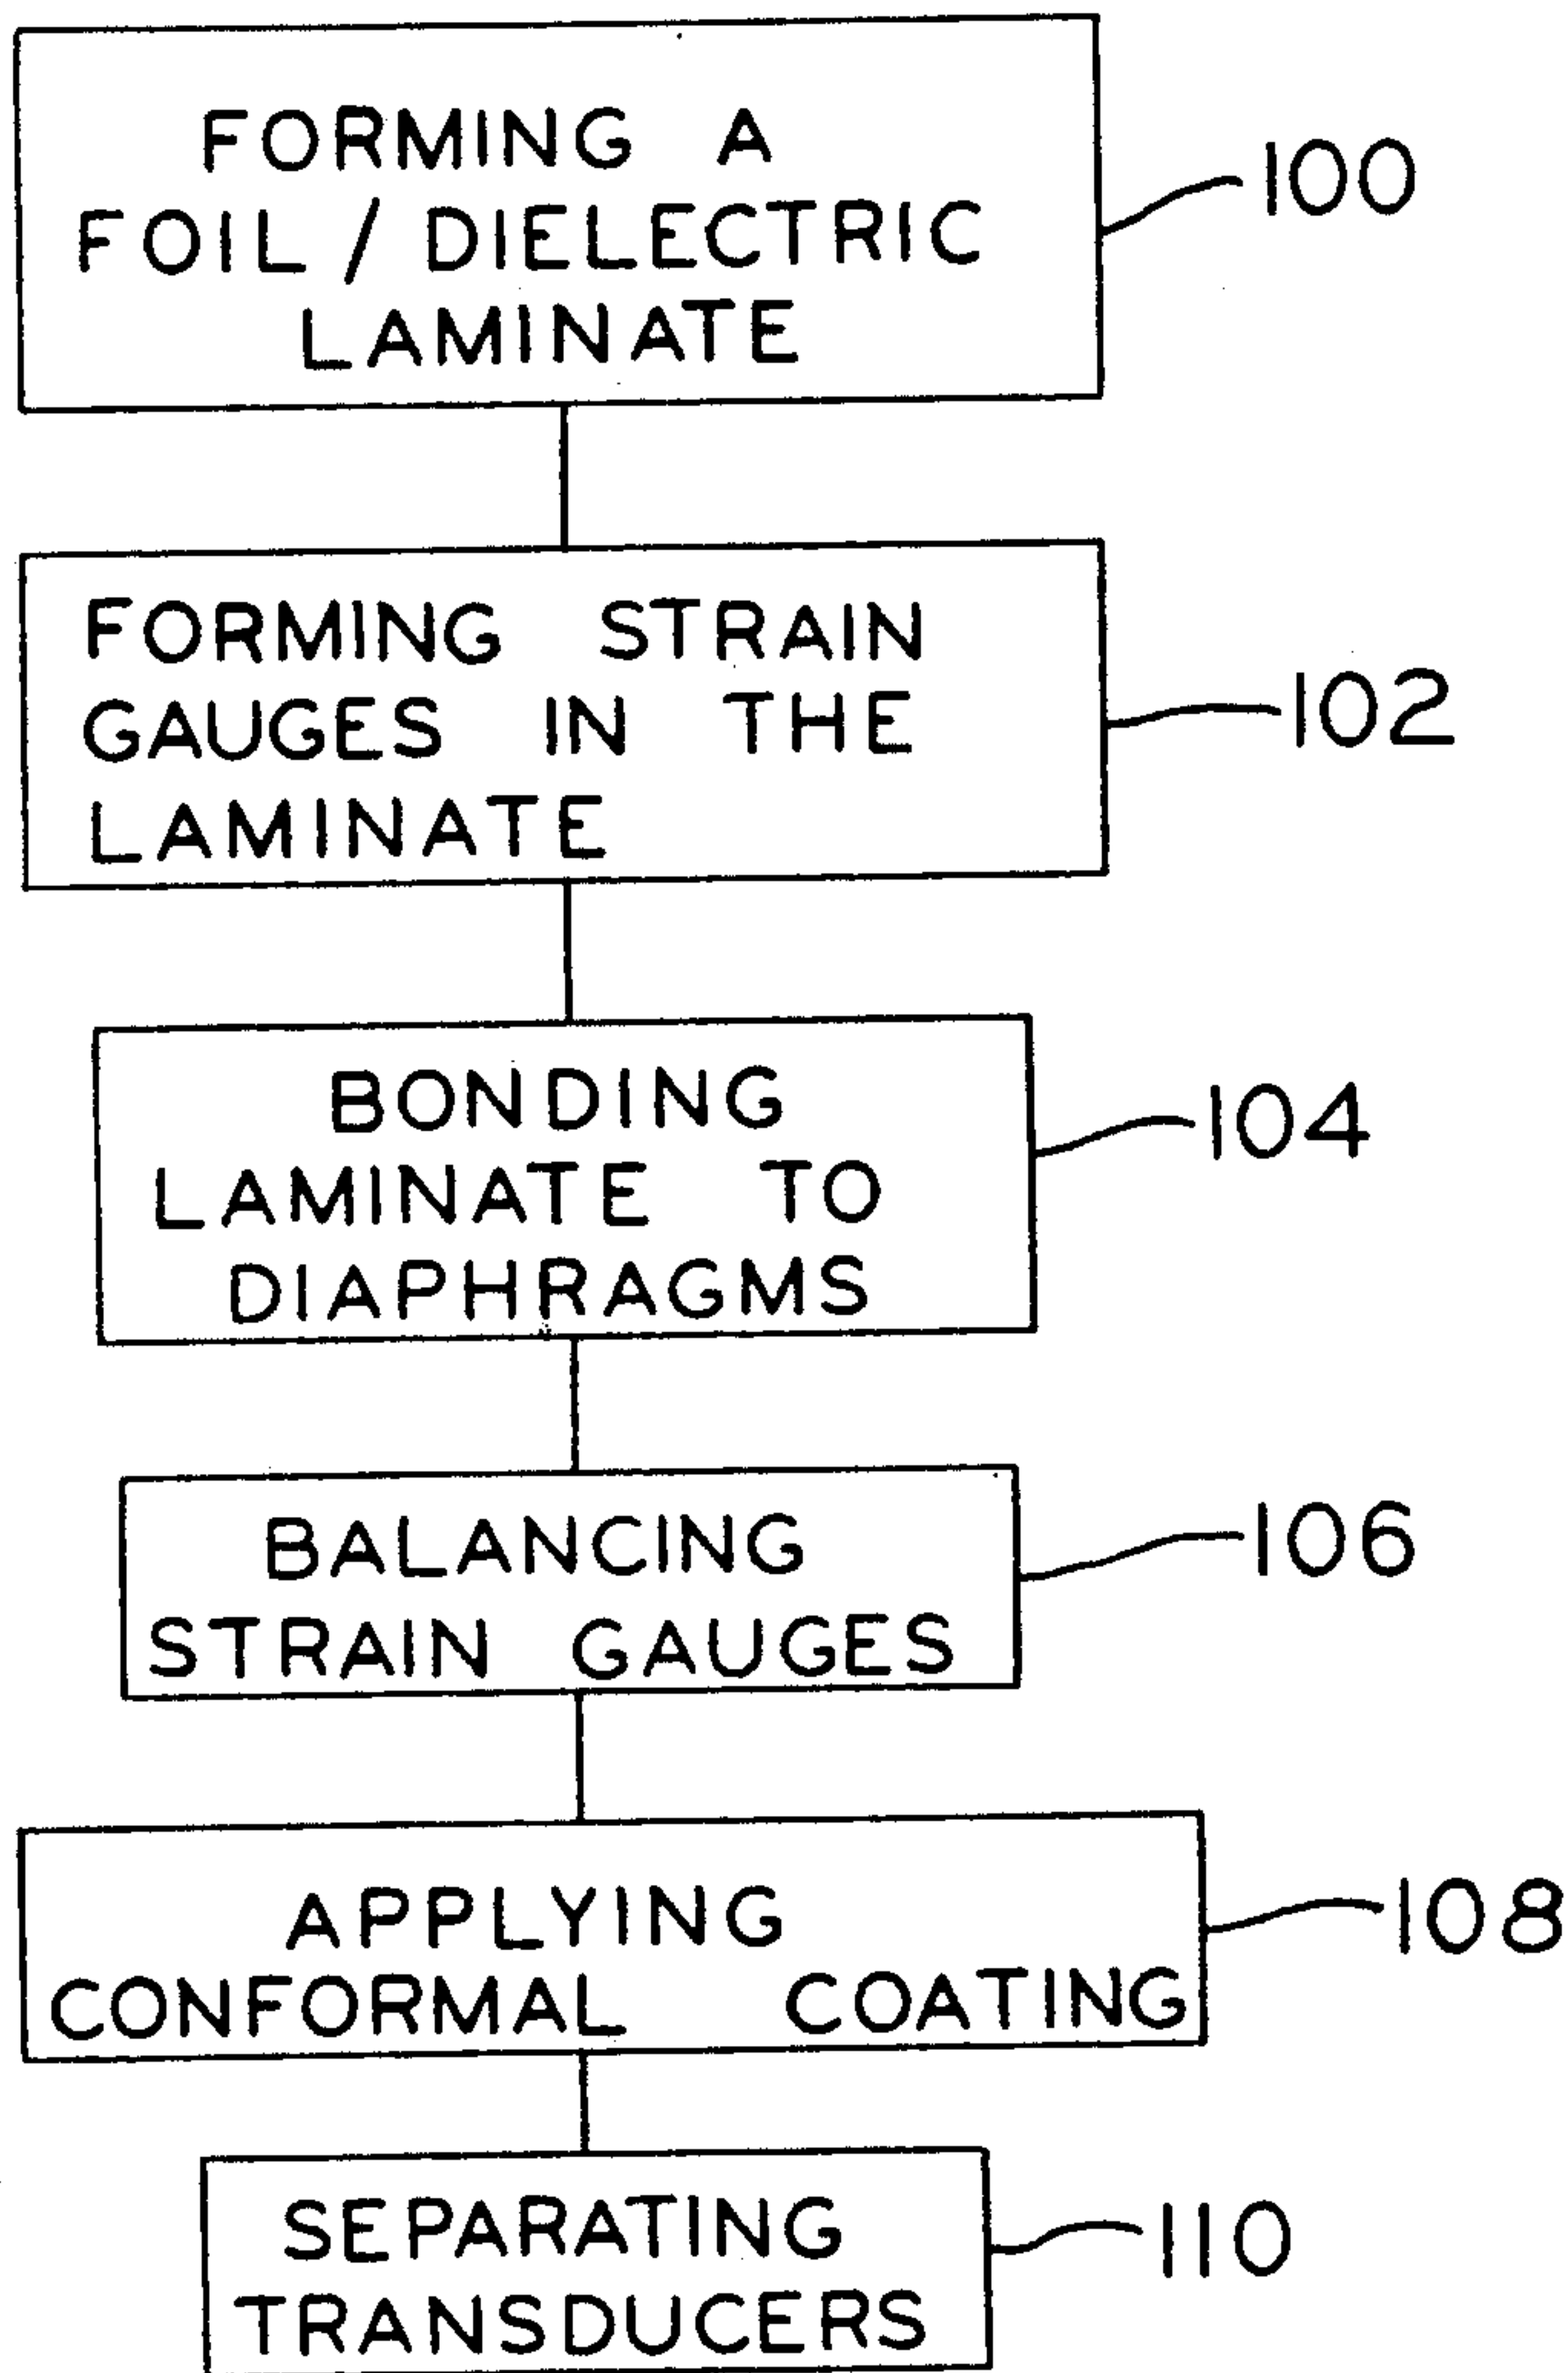 FORMING A
FOIL / DIELECTRIC
LAMINATE
100
FORMING STRAIN
GAUGES IN THE
LAMINATE
102
BONDING
LAMINATE TO
DIAPHRAGMS
104
BALANCING
STRAIN GAUGES
106
APPLYING
CONFORMAL COATING
108
SEPARATING
TRANSDUCERS
110